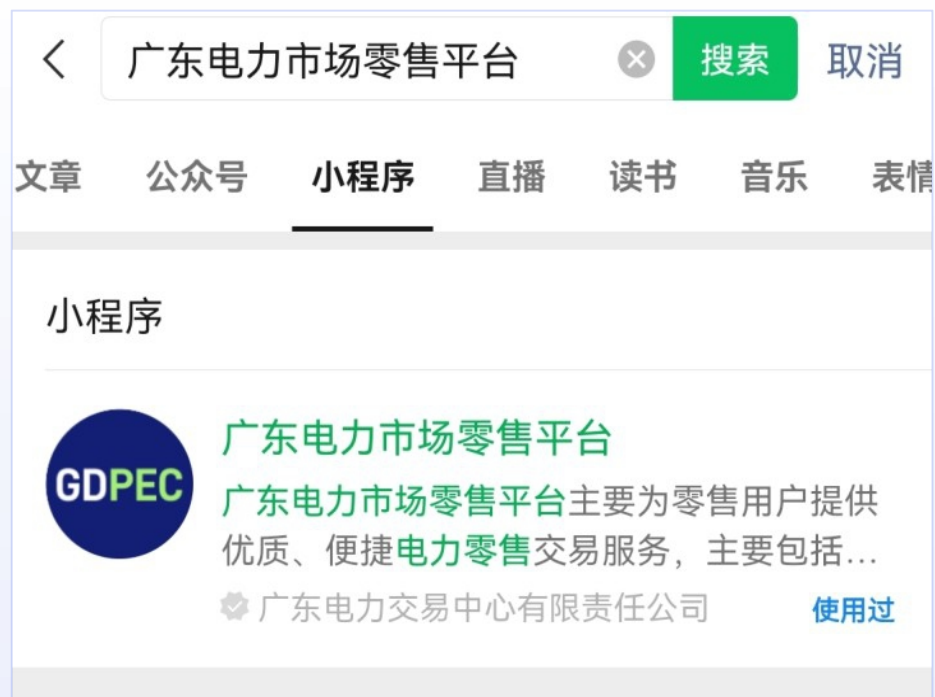 广东电力市场零售平台 搜索 取消
文章 公众号 小程序 直播 读书 音乐 表情
小程序
GDPEC
广东电力市场零售平台
广东电力市场零售平台主要为零售用户提供
优质、便捷电力零售交易服务，主要包括...
广东电力交易中心有限责任公司 使用过